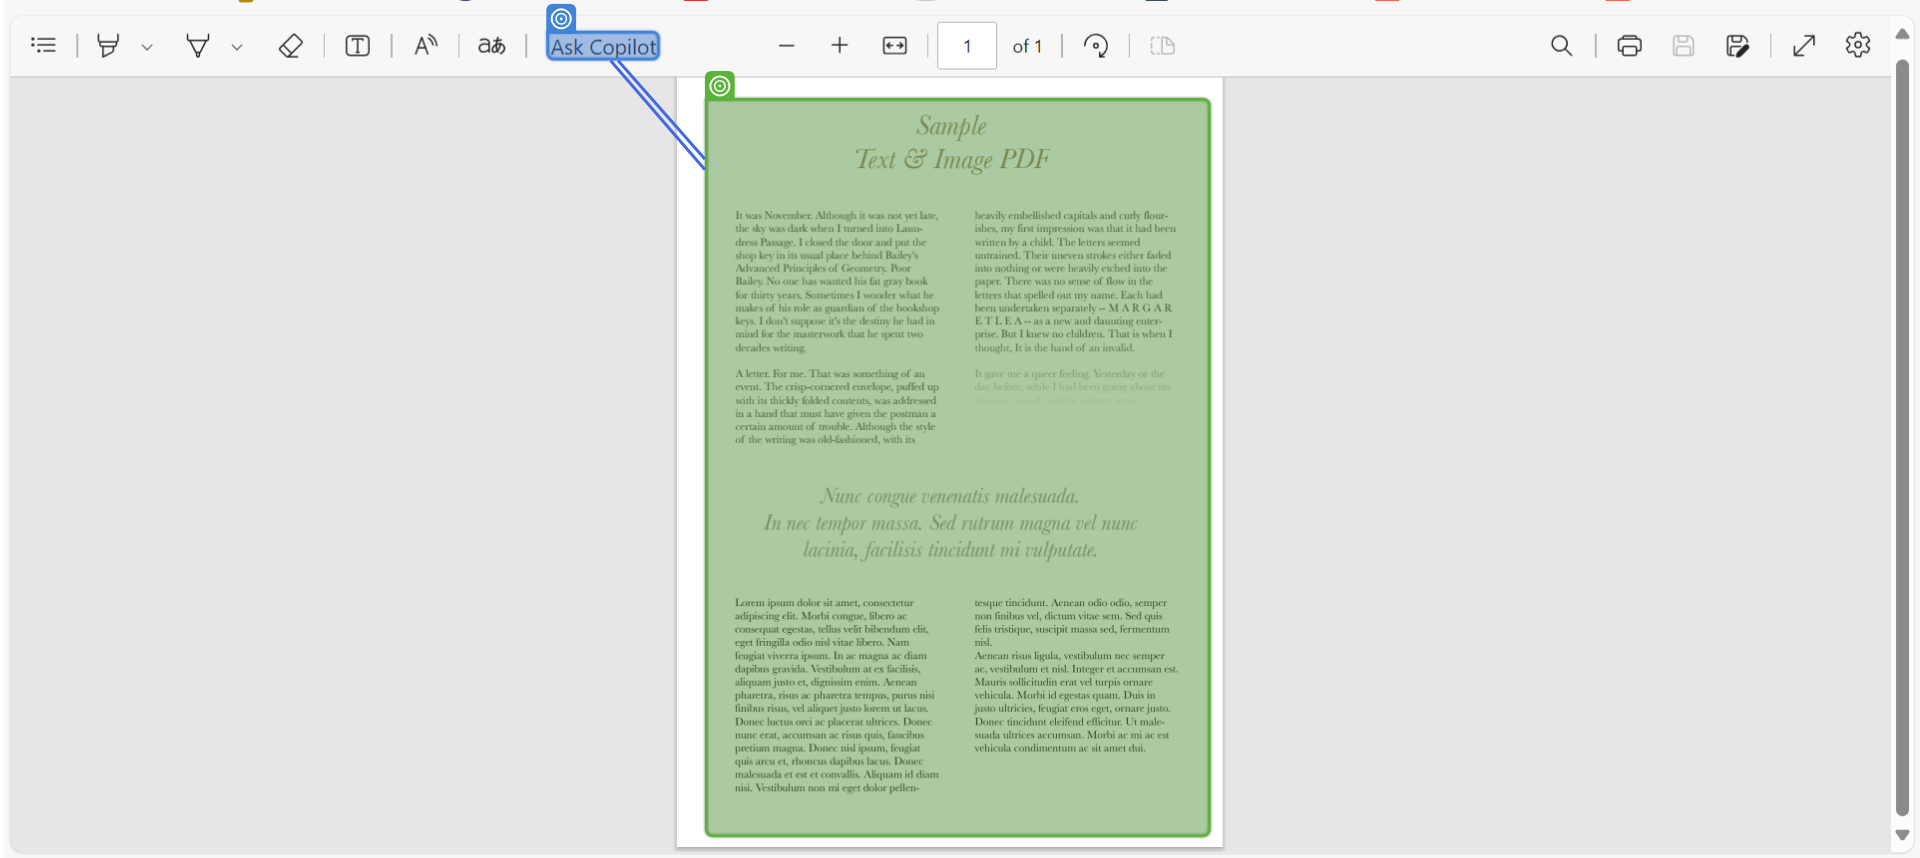 aあ
Ask Copilot
1
of 1
Sample
Text & Image PDF
It was November. Although it was not yet late,
the sky was dark when I turned into Laun-
dress Passage. I closed the door and put the
shop key in its usual place behind Bailey's
Advanced Principles of Geometry. Poor
Bailey. No one has wanted his fat gray book
for thirty years. Sometimes I wonder what he
makes of his role as guardian of the bookshop
keys. I don't suppose it's the destiny he had in
mind for the masterwork that he spent two
decades writing.
A letter. For me. That was something of an
event. The crisp-cornered envelope, puffed up
with its thickly folded contents, was addressed
in a hand that must have given the postman a
certain amount of trouble. Although the style
of the writing was old-fashioned, with its
heavily embellished capitals and curly flour-
ishes, my first impression was that it had been
written by a child. The letters seemed
untrained. Their uneven strokes either faded
into nothing or were heavily etched into the
paper. There was no sense of flow in the
letters that spelled out my name. Each had
been undertaken separately -- M A R G A R
E T L E A -- as a new and daunting enter-
prise. But I knew no children. That is when I
thought, It is the hand of an invalid.
It gave me a queer feeling. Yesterday or the
day before, while I had been going about my
Nunc congue venenatis malesuada.
In nec tempor massa. Sed rutrum magna vel nunc
lacinia, facilisis tincidunt mi vulputate.
Lorem ipsum dolor sit amet, consectetur
adipiscing elit. Morbi congue, libero ac
consequat egestas, tellus velit bibendum elit,
eget fringilla odio nisl vitae libero. Nam
feugiat viverra ipsum. In ac magna ac diam
dapibus gravida. Vestibulum at ex facilisis,
aliquam justo et, dignissim enim. Aenean
pharetra, risus ac pharetra tempus, purus nisi
finibus risus, vel aliquet justo lorem ut lacus.
Donec luctus orci ac placerat ultrices. Donec
nunc erat, accumsan ac risus quis, faucibus
pretium magna. Donec nisl ipsum, feugiat
quis arcu et, rhoncus dapibus lacus. Donec
malesuada et est et convallis. Aliquam id diam
nisi. Vestibulum non mi eget dolor pellen-
tesque tincidunt. Aenean odio odio, semper
non finibus vel, dictum vitae sem. Sed quis
felis tristique, suscipit massa sed, fermentum
nisl.
Aenean risus ligula, vestibulum nec semper
ac, vestibulum et nisl. Integer et accumsan est.
Mauris sollicitudin erat vel turpis ornare
vehicula. Morbi id egestas quam. Duis in
justo ultricies, feugiat eros eget, ornare justo.
Donec tincidunt eleifend efficitur. Ut male-
suada ultrices accumsan. Morbi ac mi ac est
vehicula condimentum ac sit amet dui.